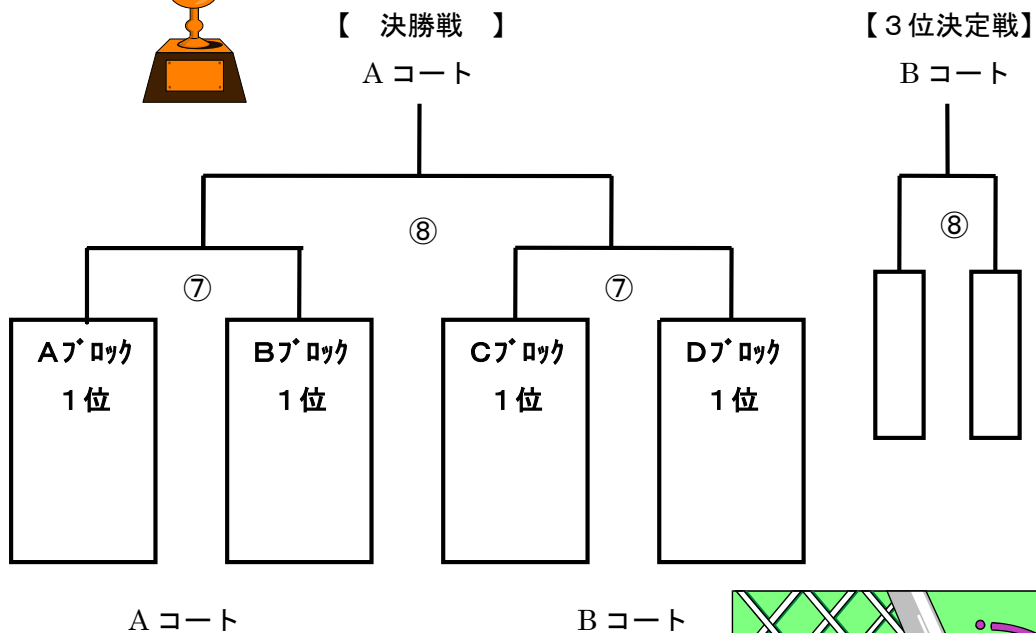 【 決勝戦 】
A コート
【３位決定戦】
B コート
⑧
⑧
⑦
⑦
Aﾌﾞﾛｯｸ
１位
Bﾌﾞﾛｯｸ
１位
Cﾌﾞﾛｯｸ
１位
Dﾌﾞﾛｯｸ
１位
A コート
B コート